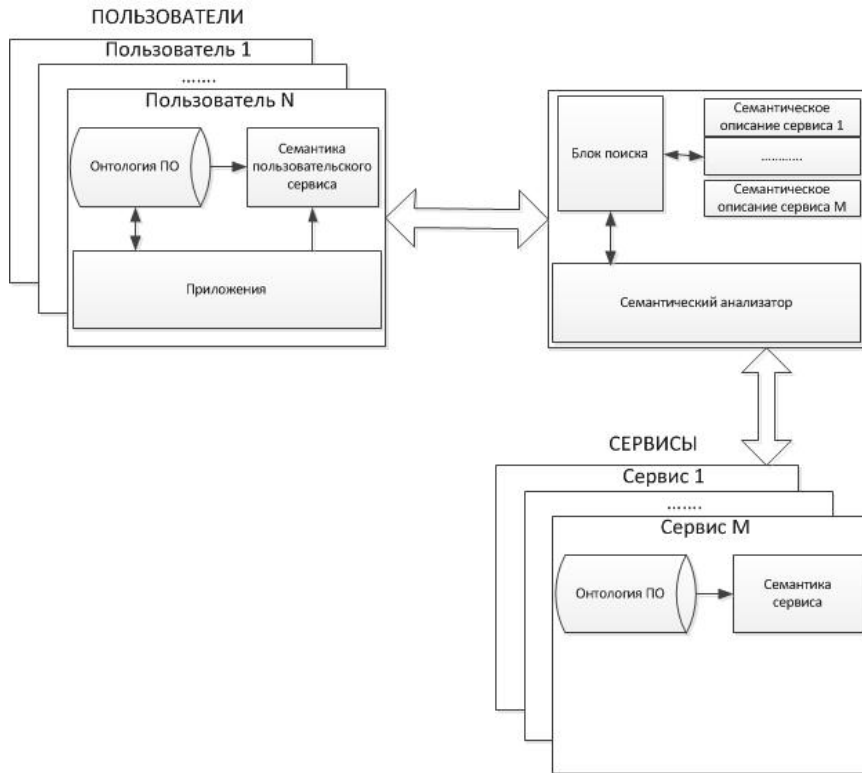 ПОЛЬЗОВАТЕЛИ
Пользователь 1
.......
Пользователь N
Онтология ПО
Семантика
пользовательского
сервиса
Приложения
Блок поиска
Семантическое
описание сервиса 1
............
Семантическое
описание сервиса M
Семантический анализатор
СЕРВИСЫ
Сервис 1
.......
Сервис M
Онтология ПО
Семантика
сервиса